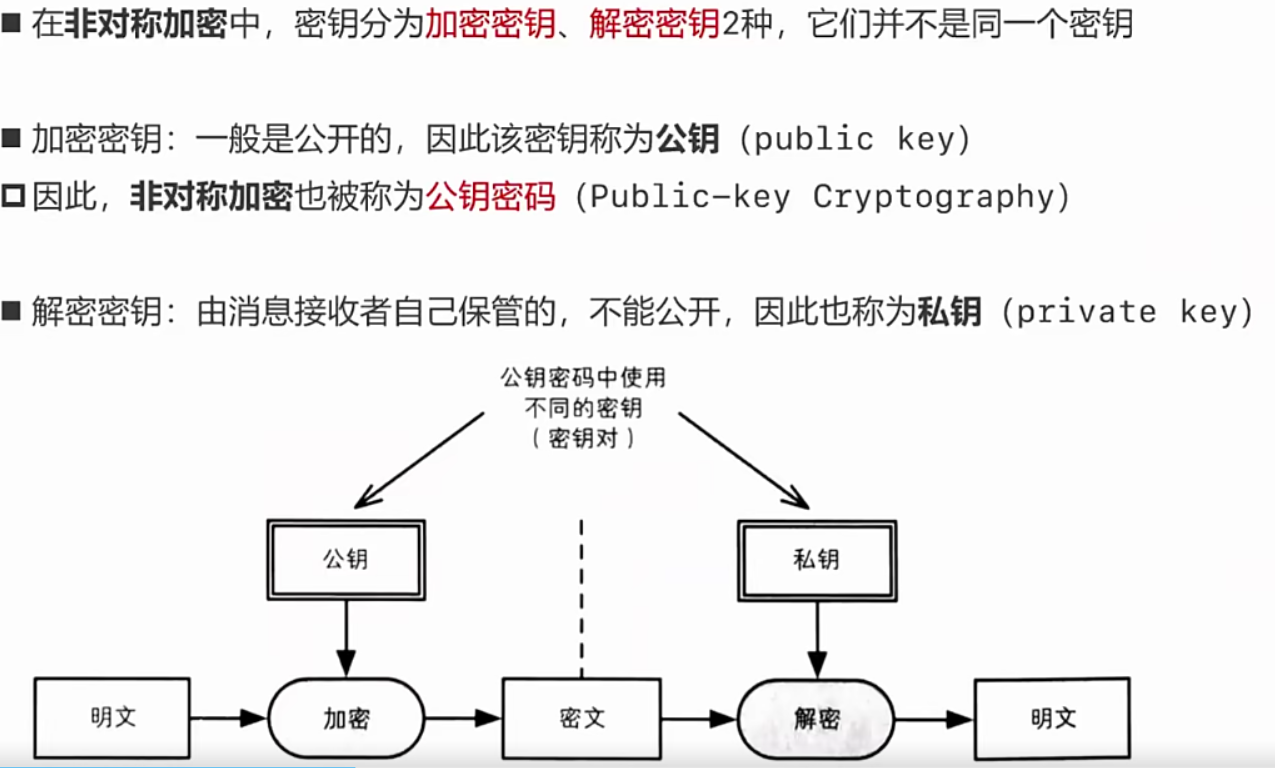 ■ 在非对称加密中，密钥分为加密密钥、解密密钥2种，它们并不是同一个密钥
■ 加密密钥：一般是公开的，因此该密钥称为公钥（public key）
因此，非对称加密也被称为公钥密码（Public-key Cryptography）
■ 解密密钥：由消息接收者自己保管的，不能公开，因此也称为私钥（private key）
公钥密码中使用
不同的密钥
（密钥对）
公钥
私钥
明文
加密
密文
解密
明文